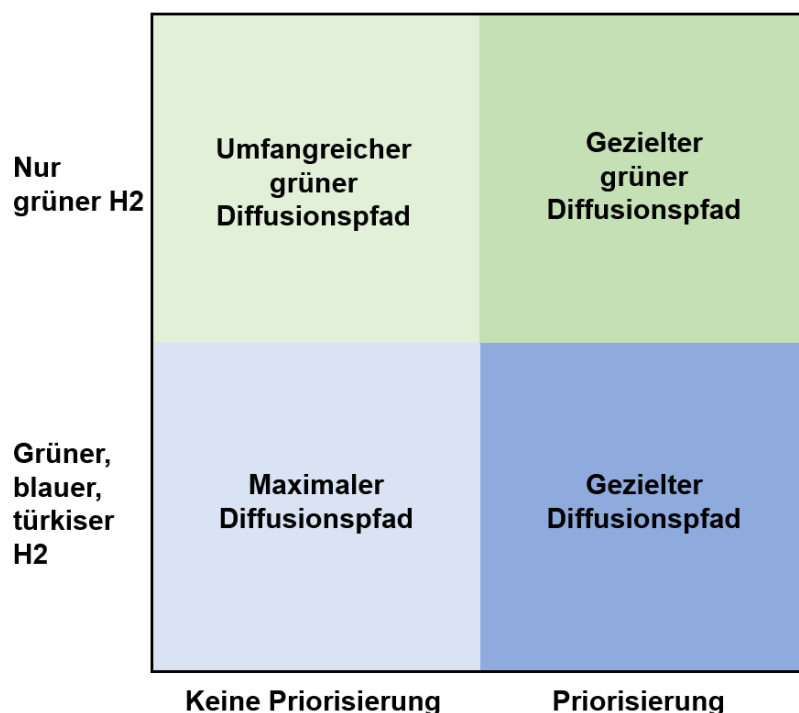 Nur
grüner H2
Umfangreicher
grüner
Diffusionspfad
Gezielter
grüner
Diffusionspfad
Grüner,
blauer,
türkiser
H2
Maximaler
Diffusionspfad
Gezielter
Diffusionspfad
Keine Priorisierung
Priorisierung